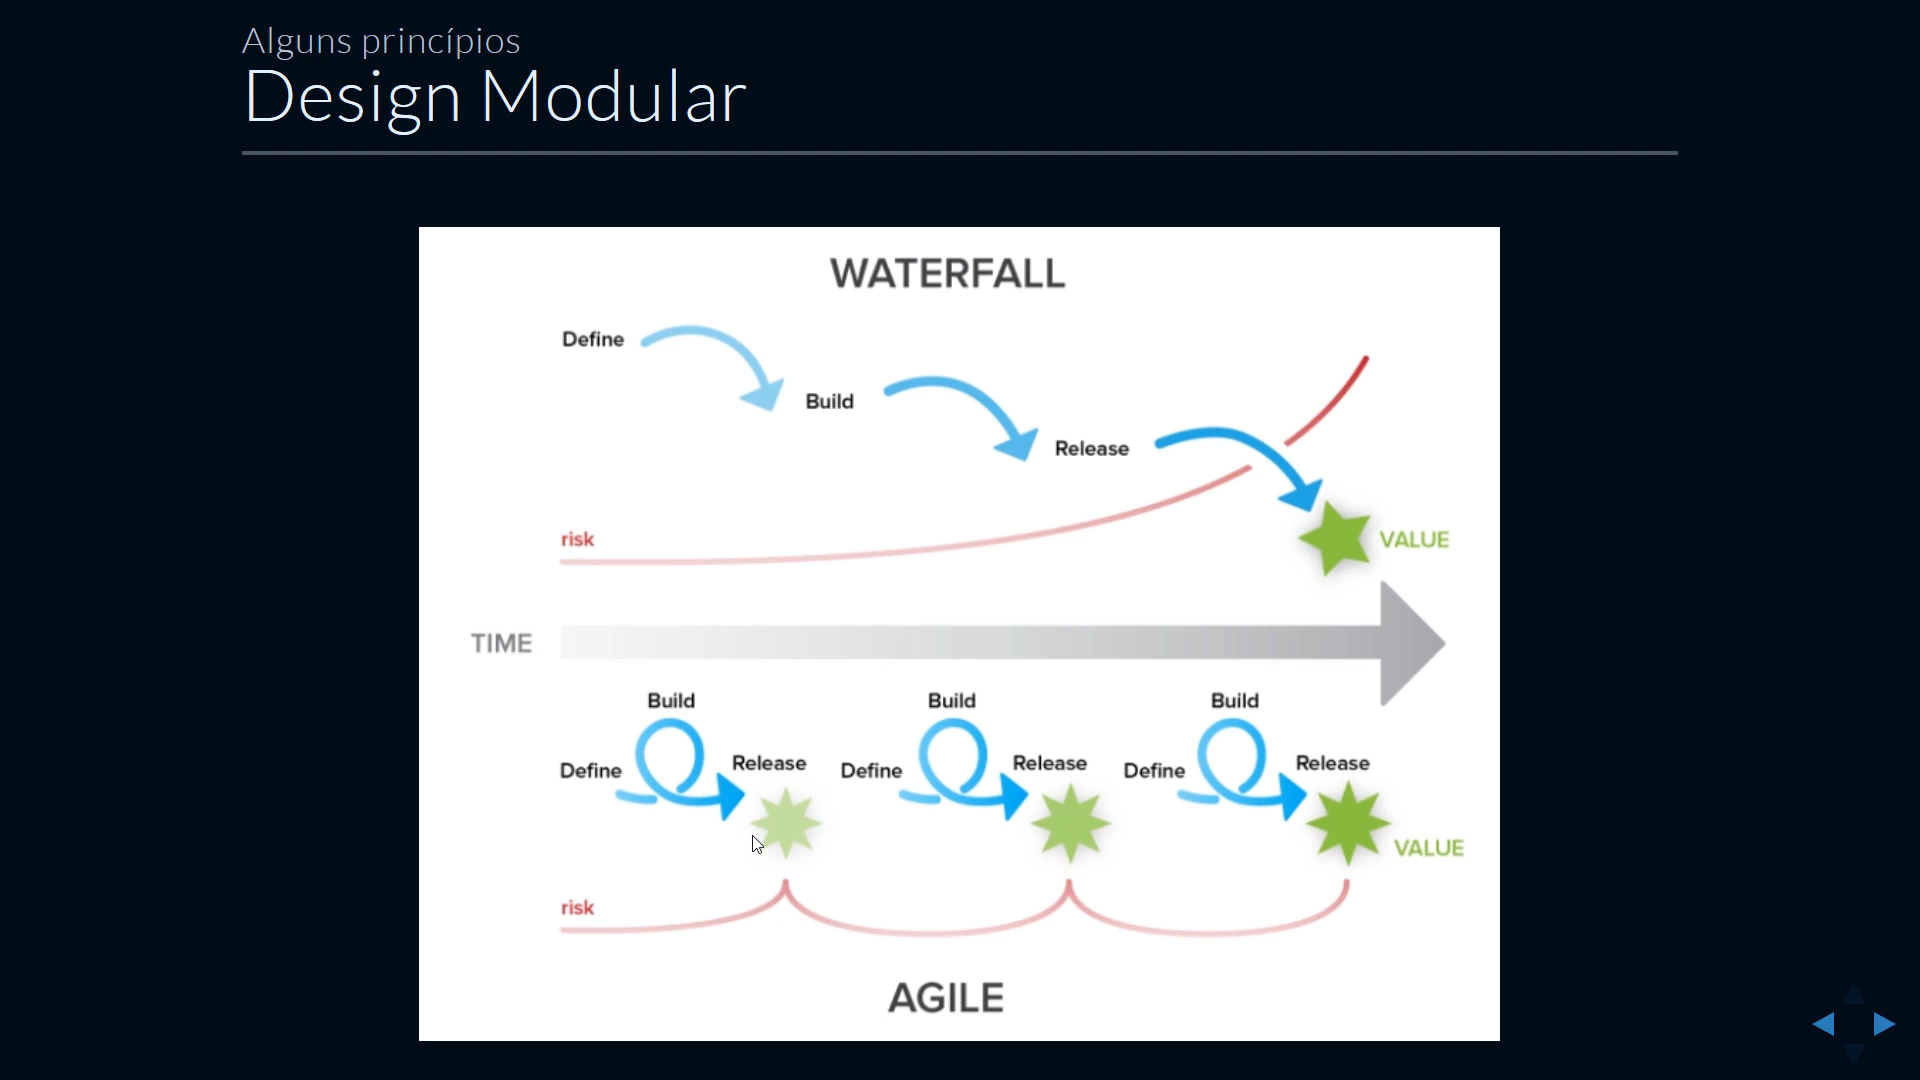 Alguns princípios
Design Modular
WATERFALL
Define
Build
Release
risk
VALUE
TIME
Build
Build
Build
Define
Release
Define
Release
Define
Release
VALUE
risk
AGILE